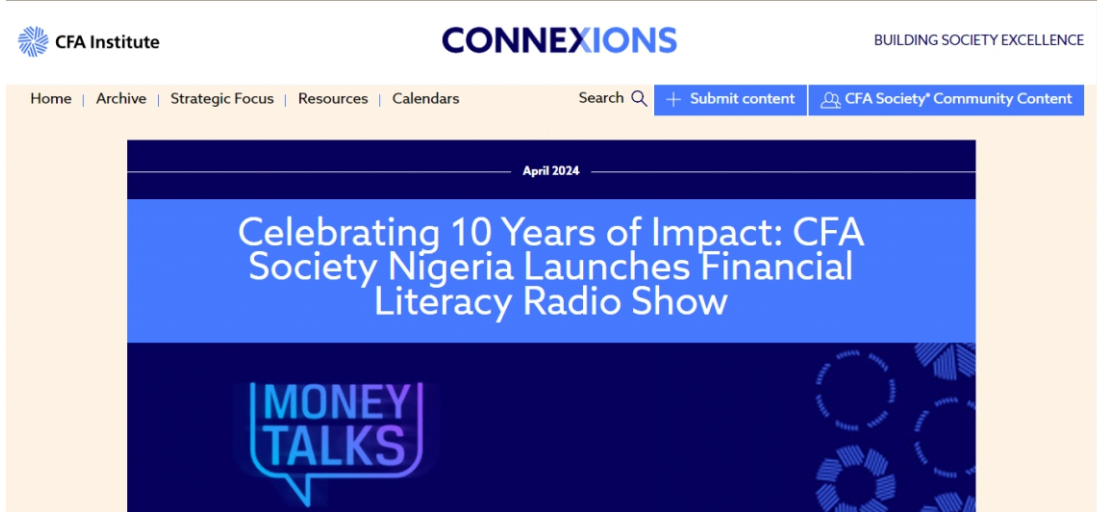 CFA Institute
CONNEXIONS
BUILDING SOCIETY EXCELLENCE
Home | Archive | Strategic Focus | Resources | Calendars
Search
+ Submit content
CFA Society® Community Content
April 2024
Celebrating 10 Years of Impact: CFA
Society Nigeria Launches Financial
Literacy Radio Show
MONEY
TALKS